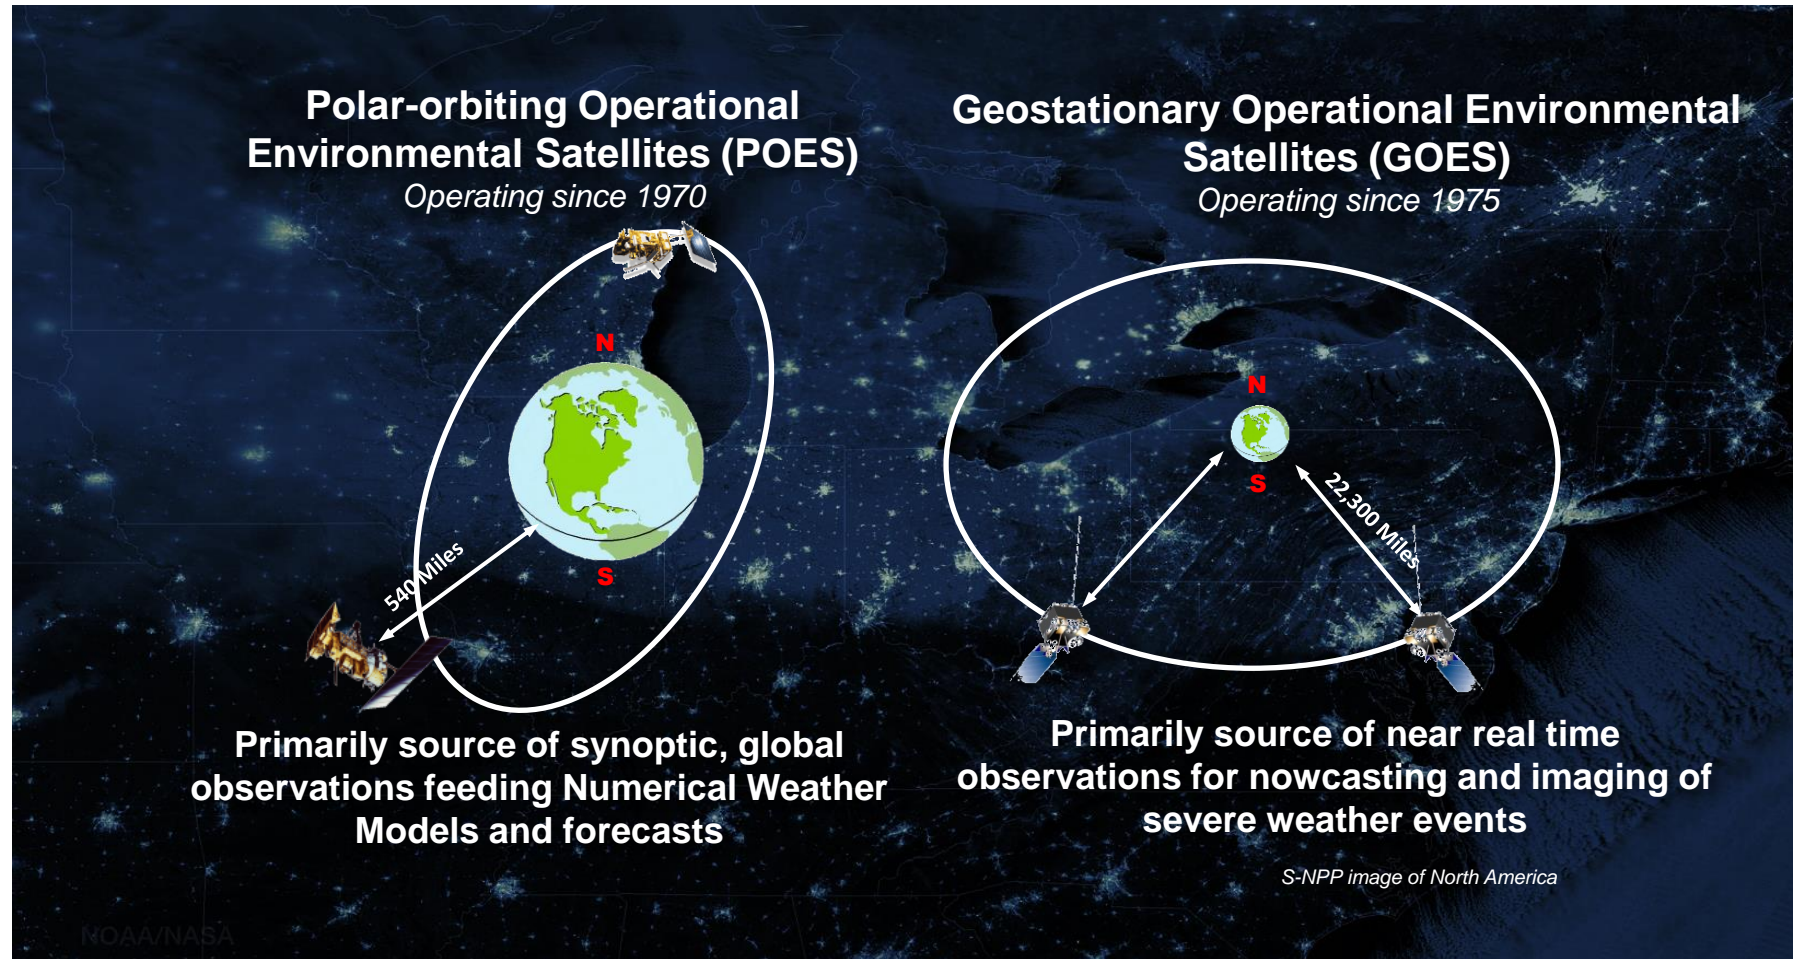 Polar-orbiting Operational
Environmental Satellites (POES)
Operating since 1970
N
S
540 Miles
Primarily source of synoptic, global
observations feeding Numerical Weather
Models and forecasts
Geostationary Operational Environmental
Satellites (GOES)
Operating since 1975
N
S
22,300 Miles
Primarily source of near real time
observations for nowcasting and imaging of
severe weather events
S-NPP image of North America
NOAA/NASA